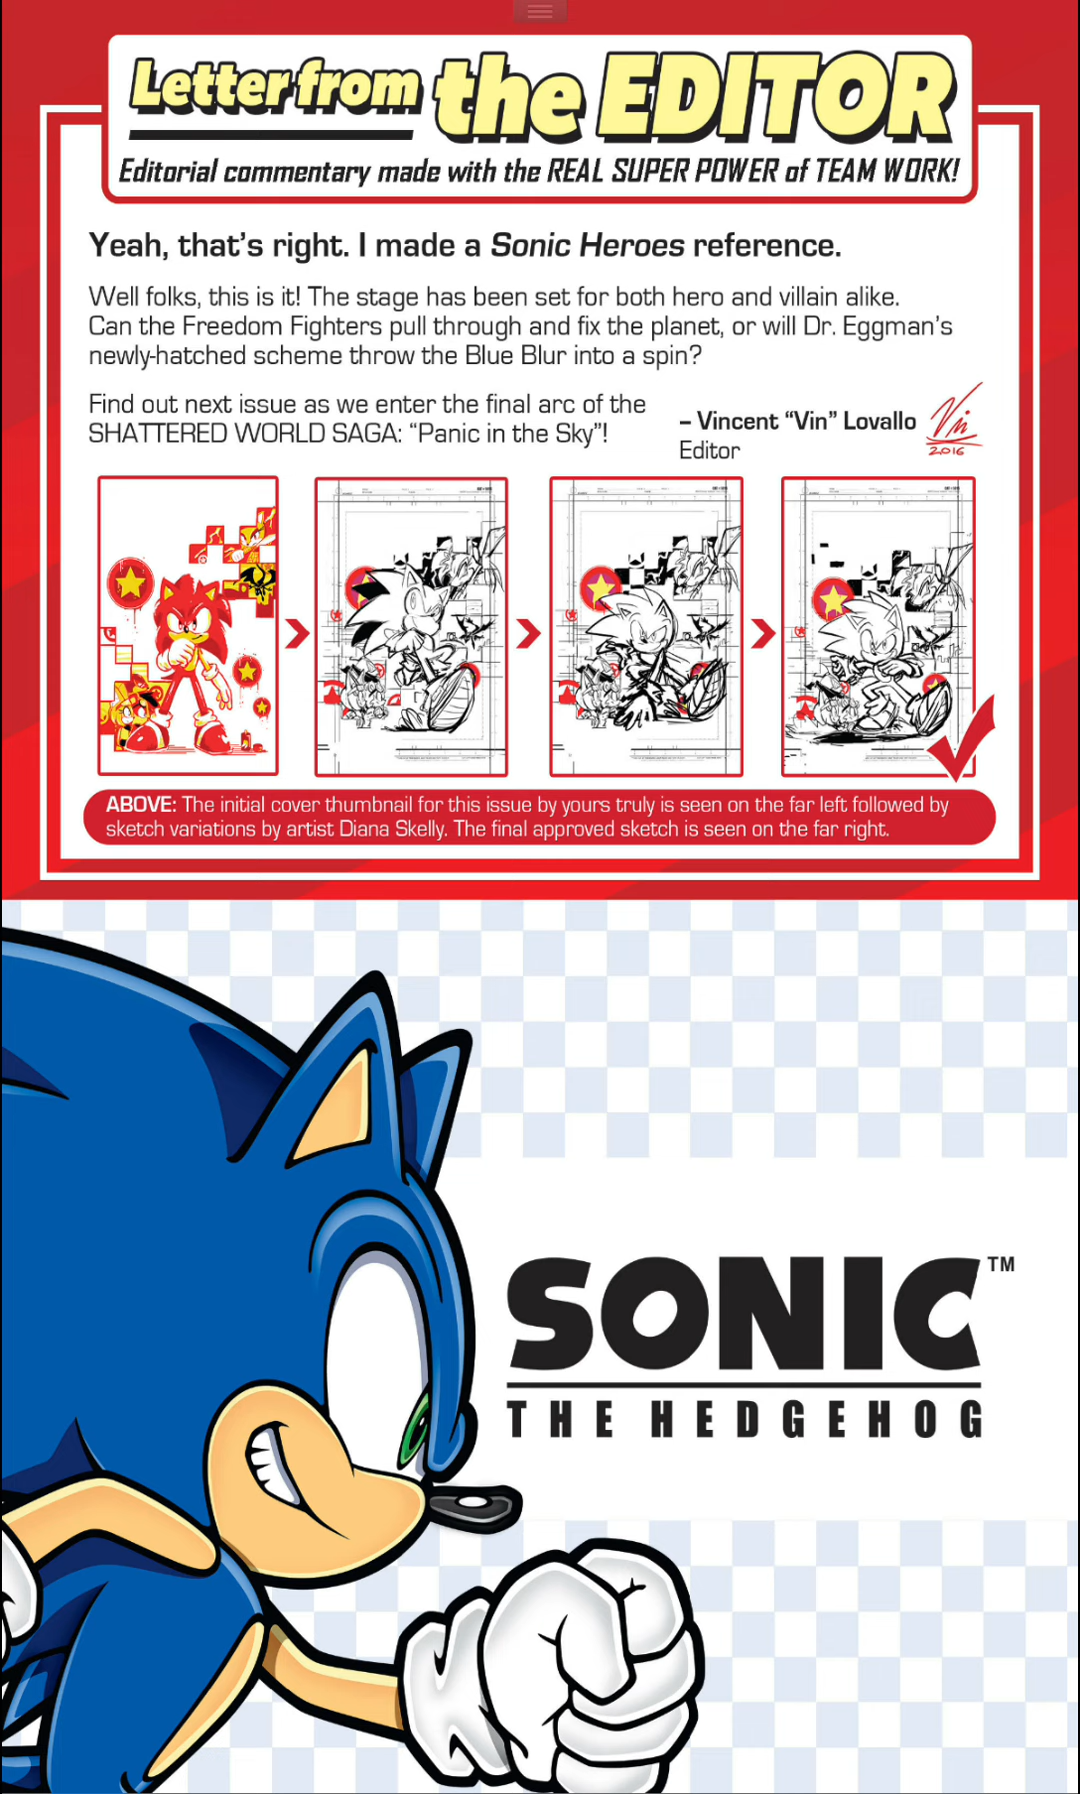 Letter from the EDITOR
Editorial commentary made with the REAL SUPER POWER of TEAM WORK!
Yeah, that's right. I made a Sonic Heroes reference.
Well folks, this is it! The stage has been set for both hero and villain alike.
Can the Freedom Fighters pull through and fix the planet, or will Dr. Eggman's
newly-hatched scheme throw the Blue Blur into a spin?
Find out next issue as we enter the final arc of the
SHATTERED WORLD SAGA: "Panic in the Sky"!
– Vincent "Vin" Lovallo
Editor
Vin
2016
ABOVE: The initial cover thumbnail for this issue by yours truly is seen on the far left followed by
sketch variations by artist Diana Skelly. The final approved sketch is seen on the far right.
SONIC™
THE HEDGEHOG